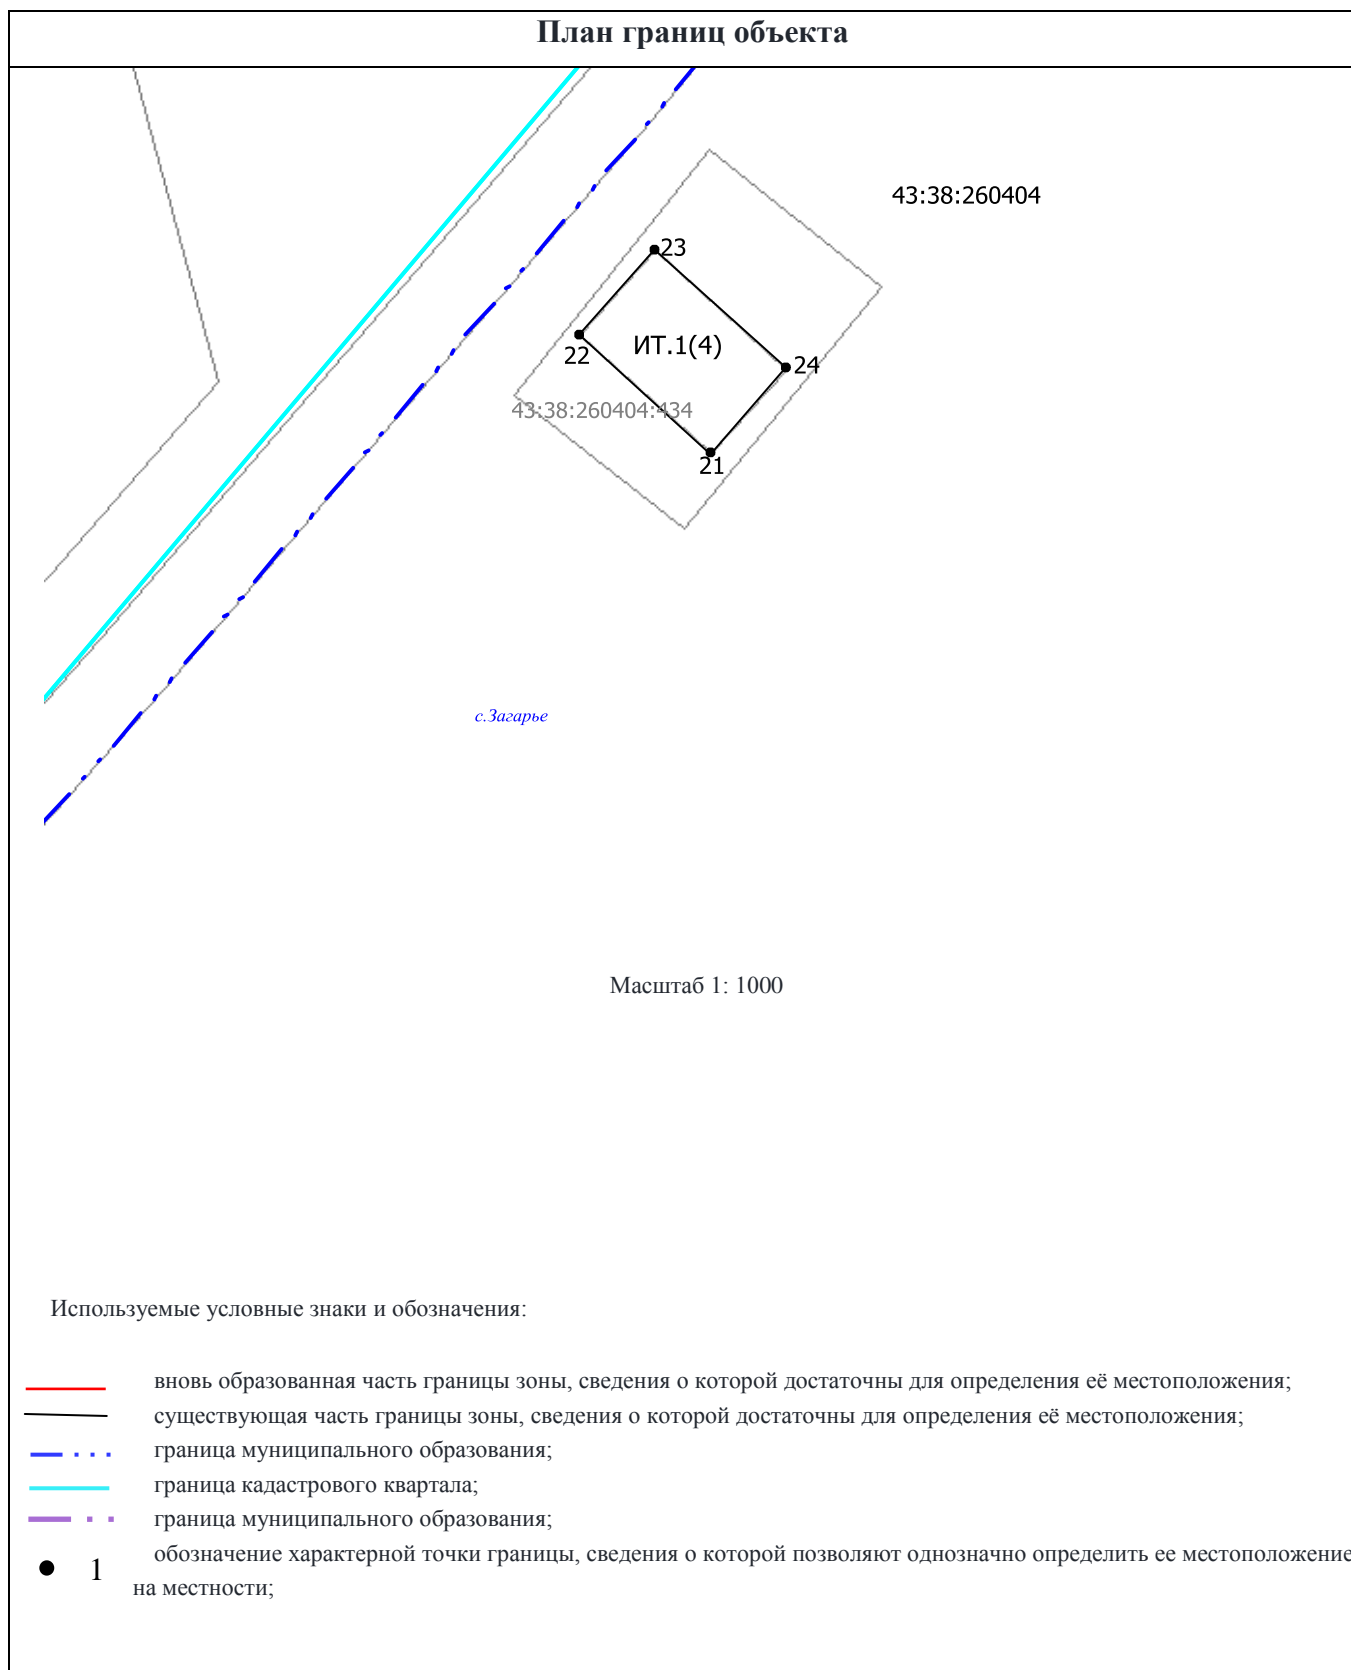 План границ объекта
43:38:260404
23
ИТ.1(4)
22
24
43:38:260404:434
21
с.Загарье
Масштаб 1: 1000
Используемые условные знаки и обозначения:
вновь образованная часть границы зоны, сведения о которой достаточны для определения её местоположения;
существующая часть границы зоны, сведения о которой достаточны для определения её местоположения;
граница муниципального образования;
граница кадастрового квартала;
граница муниципального образования;
обозначение характерной точки границы, сведения о которой позволяют однозначно определить ее местоположение
1
на местности;